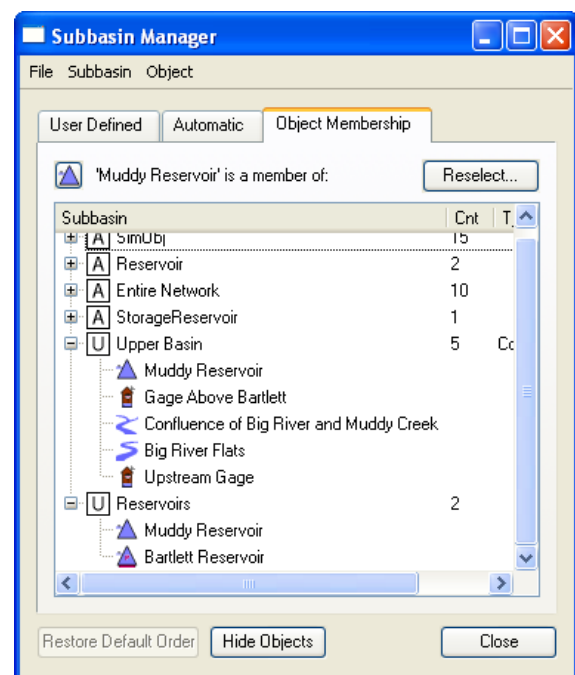 Subbasin Manager
File Subbasin Object
User Defined Automatic Object Membership
'Muddy Reservoir' is a member of: Reselect...
Subbasin Cnt T_
A SimObj 15
A Reservoir 2
A Entire Network 10
A StorageReservoir 1
U Upper Basin 5 Co
Muddy Reservoir
Gage Above Bartlett
Confluence of Big River and Muddy Creek
Big River Flats
Upstream Gage
U Reservoirs 2
Muddy Reservoir
Bartlett Reservoir
Restore Default Order Hide Objects Close